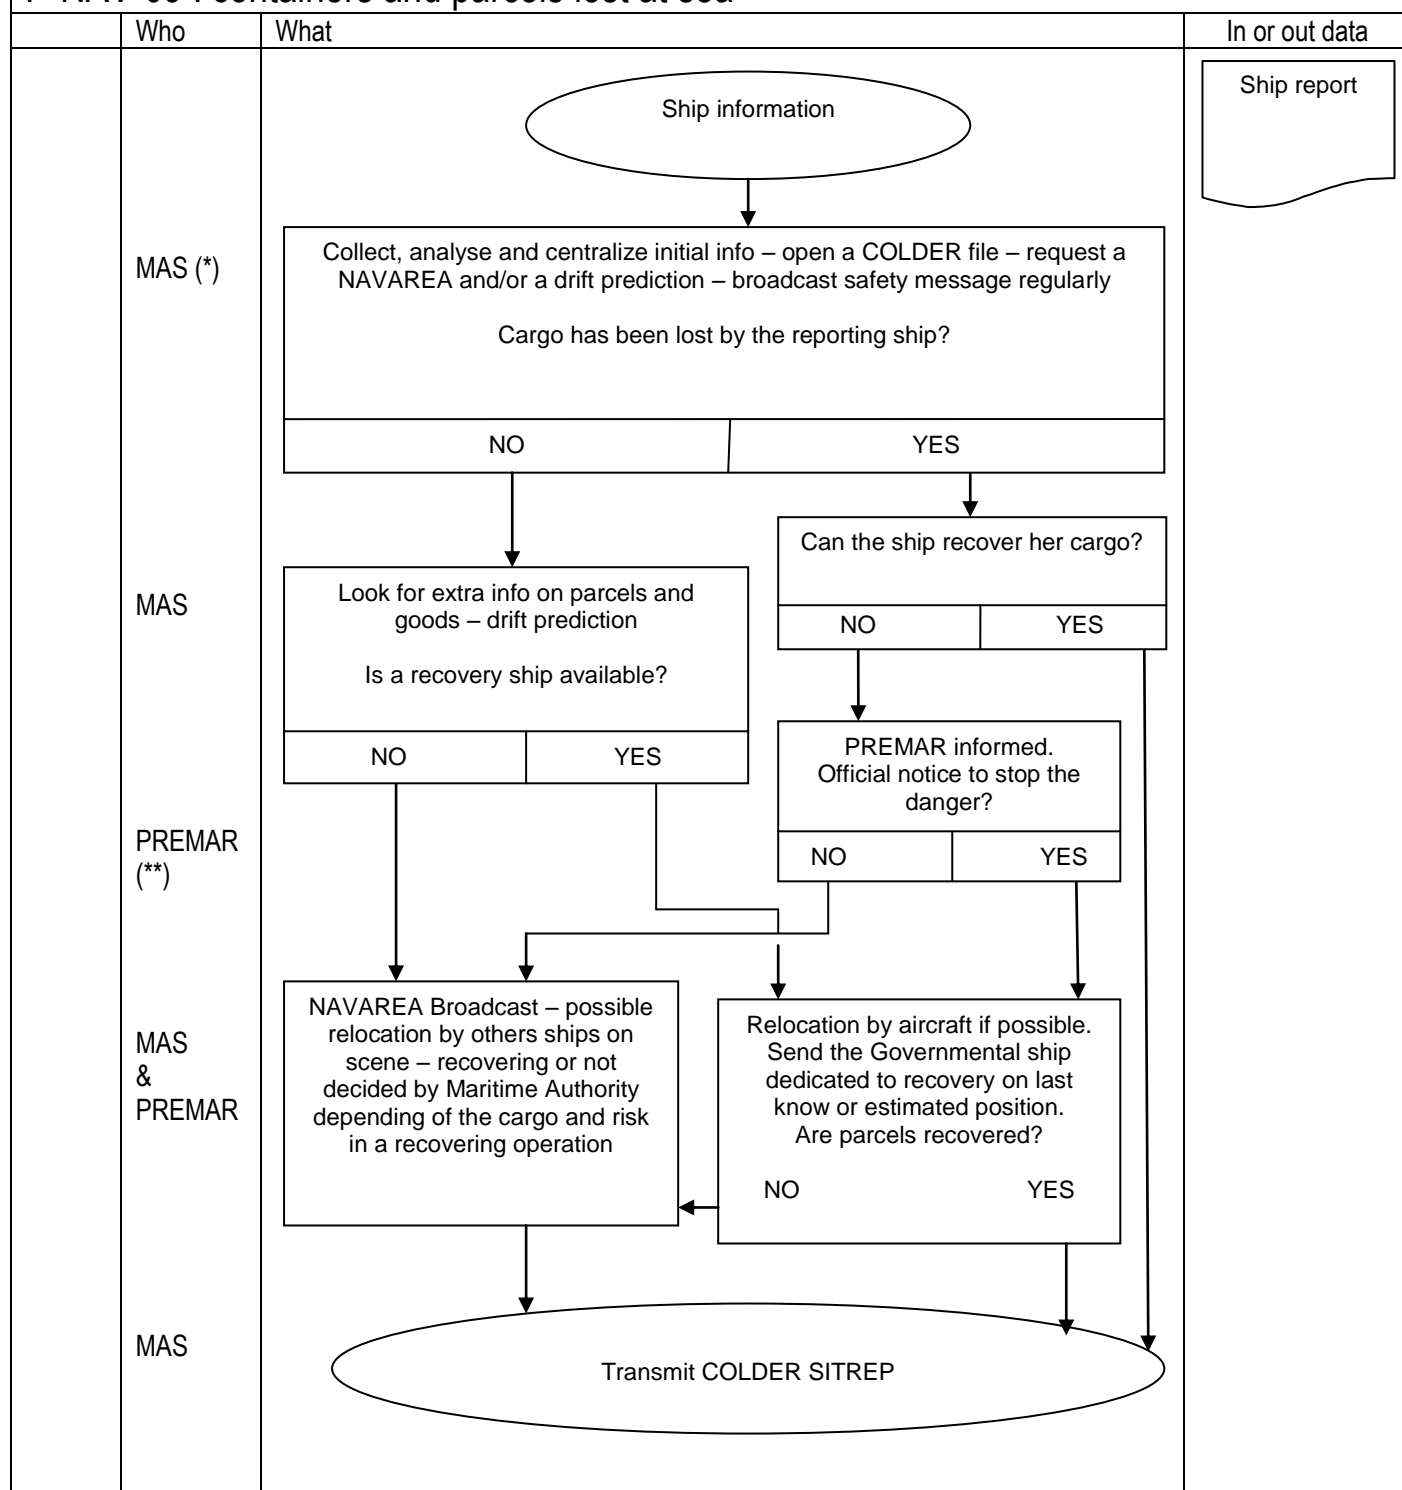 Who
What
In or out data
Ship report
Ship information
MAS (*)
Collect, analyse and centralize initial info – open a COLDER file – request a
NAVAREA and/or a drift prediction – broadcast safety message regularly
Cargo has been lost by the reporting ship?
NO
YES
Can the ship recover her cargo?
NO
YES
MAS
Look for extra info on parcels and
goods – drift prediction
Is a recovery ship available?
NO
YES
PREMAR informed.
Official notice to stop the
danger?
NO
YES
PREMAR
(**)
MAS
&
PREMAR
NAVAREA Broadcast – possible
relocation by others ships on
scene – recovering or not
decided by Maritime Authority
depending of the cargo and risk
in a recovering operation
Relocation by aircraft if possible.
Send the Governmental ship
dedicated to recovery on last
know or estimated position.
Are parcels recovered?
NO
YES
MAS
Transmit COLDER SITREP